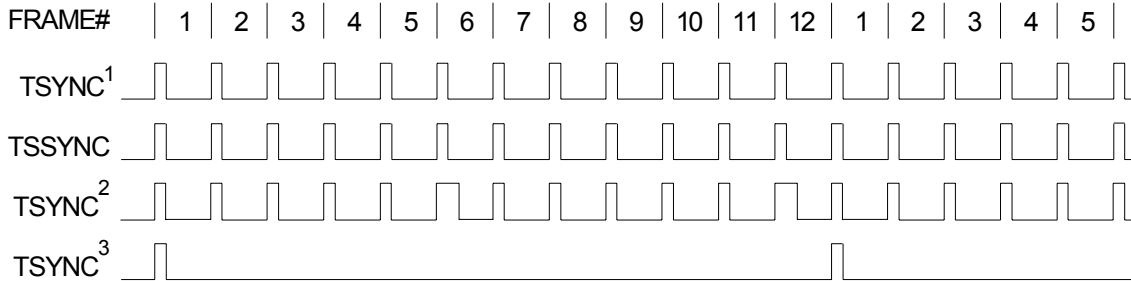 FRAME# 1 2 3 4 5 6 7 8 9 10 11 12 1 2 3 4 5
TSYNC1
TSSYNC
TSYNC2
TSYNC3